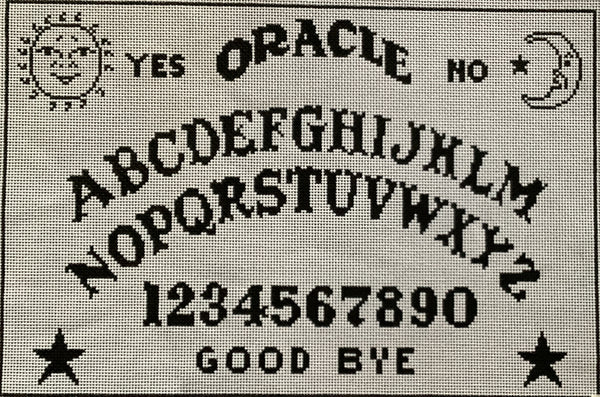 YES ORACLE NO
ABCDEFGHIJKLM
NOPQRSTUVWXYZ
1234567890
GOOD BYE